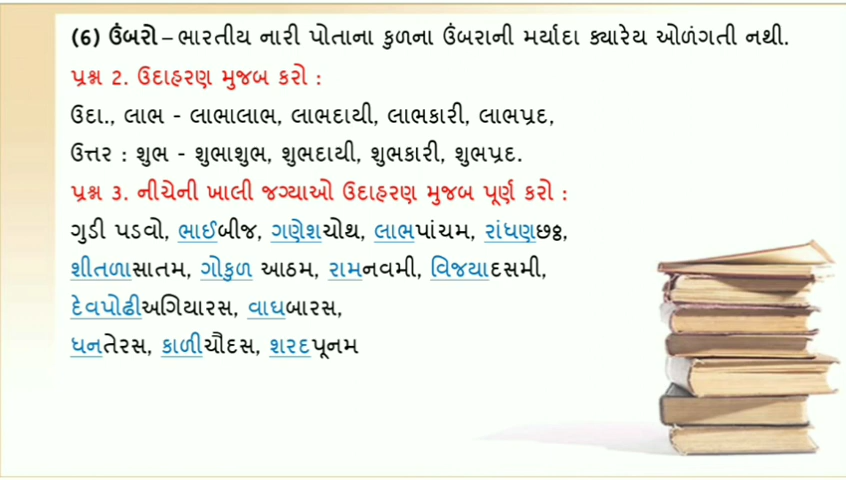 (6) ઉંબરો – ભારતીય નારી પોતાના કુળના ઉંબરાની મર્યાદા ક્યારેય ઓળંગતી નથી.
પ્રશ્ન 2. ઉદાહરણ મુજબ કરો :
ઉદા., લાભ - લાભાલાભ, લાભદાયી, લાભકારી, લાભપ્રદ,
ઉત્તર : શુભ - શુભાશુભ, શુભદાયી, શુભકારી, શુભપ્રદ.
પ્રશ્ન 3. નીચેની ખાલી જગ્યાઓ ઉદાહરણ મુજબ પૂર્ણ કરો :
ગુડી પડવો, ભાઈબીજ, ગણેશચોથ, લાભપાંચમ, રાંધણછઠ્ઠ,
શીતળાસાતમ, ગોકુળ આઠમ, રામનવમી, વિજયાદસમી,
દેવપોઢીઅગિયારસ, વાઘબારસ,
ધનતેરસ, કાળીચૌદસ, શરદપૂનમ